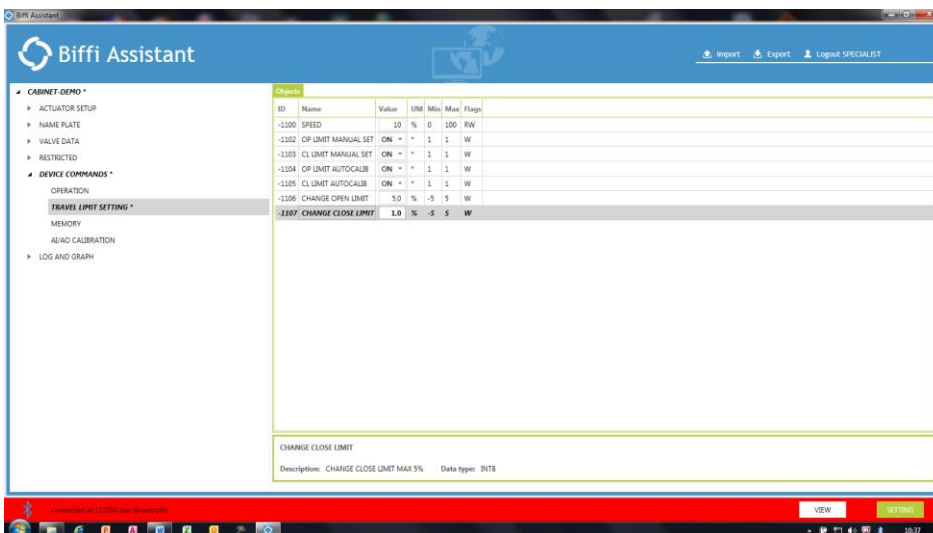 Biffi Assistant
Biffi Assistant
Import Export Logout SPECIALIST
CABINET-DEMO *
ACTUATOR SETUP
NAME PLATE
VALVE DATA
RESTRICTED
DEVICE COMMANDS *
OPERATION
TRAVEL LIMIT SETTING *
MEMORY
AI/AO CALIBRATION
LOG AND GRAPH
Objects
ID Name Value UM Min Max Flags
-1100 SPEED 10 % 0 100 RW
-1102 OP LIMIT MANUAL SET ON * 1 1 W
-1103 CL LIMIT MANUAL SET ON * 1 1 W
-1104 OP LIMIT AUTOCALIB ON * 1 1 W
-1105 CL LIMIT AUTOCALIB ON * 1 1 W
-1106 CHANGE OPEN LIMIT 5,0 % -5 5 W
-1107 CHANGE CLOSE LIMIT 1,0 % -5 5 W
CHANGE CLOSE LIMIT
Description: CHANGE CLOSE LIMIT MAX 5% Data type: INT8
Connected at 115200 bps (Bluetooth)
VIEW SETTING
10:37